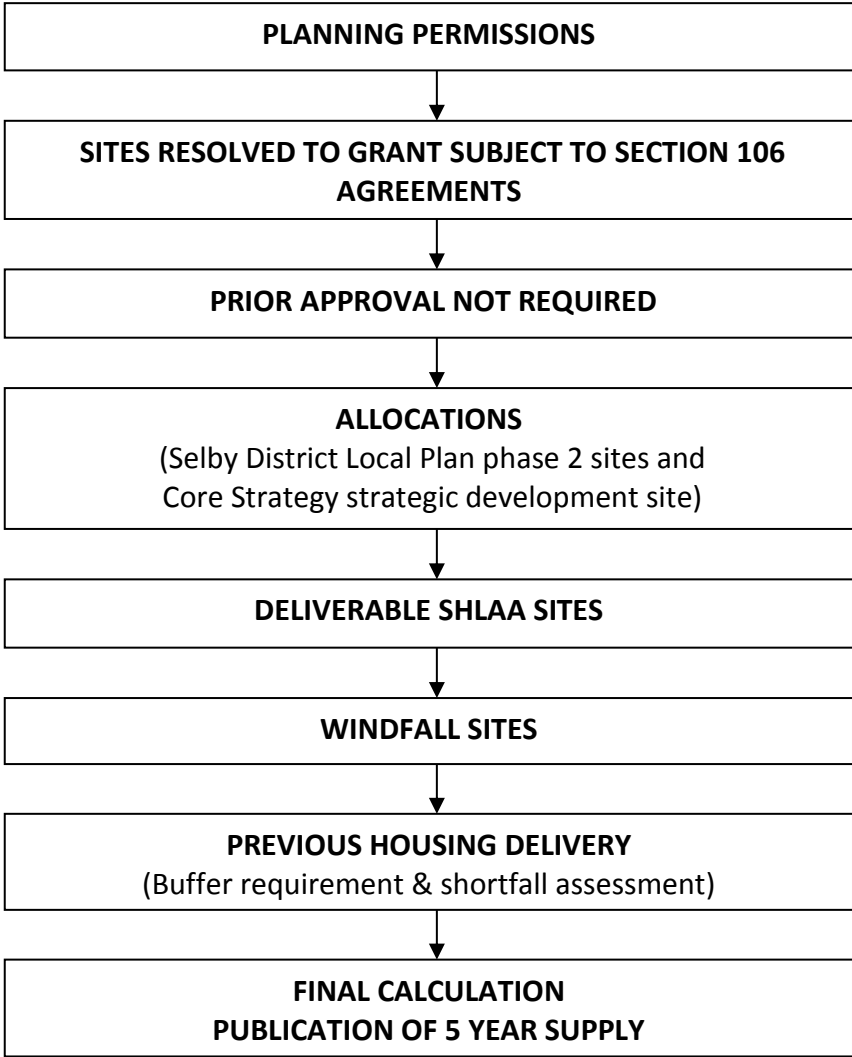 PLANNING PERMISSIONS
SITES RESOLVED TO GRANT SUBJECT TO SECTION 106
AGREEMENTS
PRIOR APPROVAL NOT REQUIRED
ALLOCATIONS
(Selby District Local Plan phase 2 sites and
Core Strategy strategic development site)
DELIVERABLE SHLAA SITES
WINDFALL SITES
PREVIOUS HOUSING DELIVERY
(Buffer requirement & shortfall assessment)
FINAL CALCULATION
PUBLICATION OF 5 YEAR SUPPLY